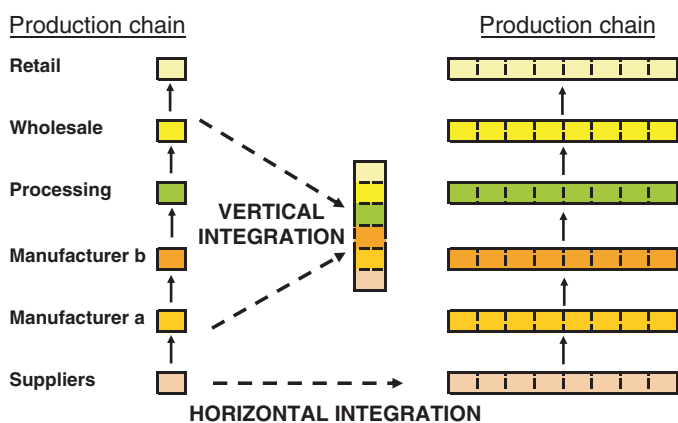 Production chain
Production chain
Retail
Wholesale
Processing
VERTICAL
INTEGRATION
Manufacturer b
Manufacturer a
Suppliers
HORIZONTAL INTEGRATION